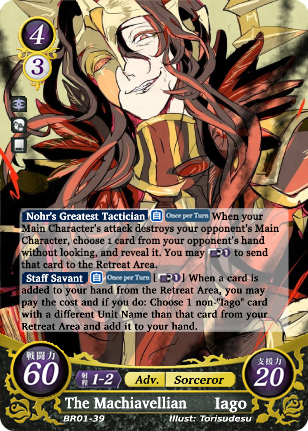 4
3
Nohr's Greatest Tactician Once per Turn When your
Main Character's attack destroys your opponent's Main
Character, choose 1 card from your opponent's hand
without looking, and reveal it. You may 1 to send
that card to the Retreat Area.
Staff Savant Once per Turn [ 1] When a card is
added to your hand from the Retreat Area, you may
pay the cost and if you do: Choose 1 non-"Iago" card
with a different Unit Name than that card from your
Retreat Area and add it to your hand.
戦闘力 60 射程 1-2 Adv. Sorceror 支援力 20
The Machiavellian Iago
BR01-39 Illust: Torisudesu